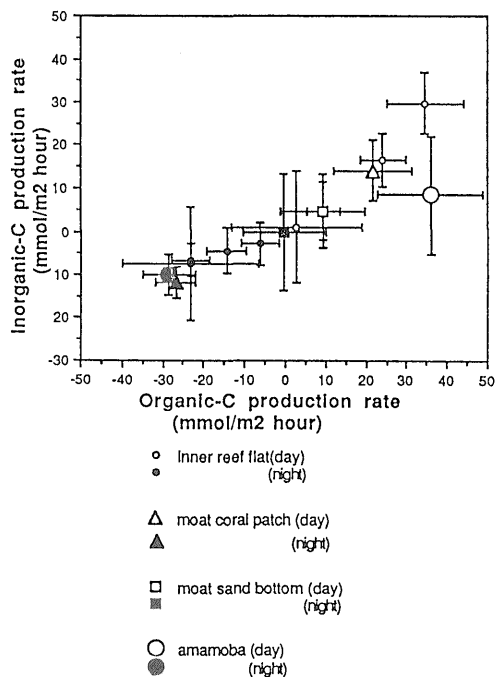 Inorganic-C production rate
(mmol/m2 hour)
50
40
30
20
10
0
10
-20
-30
-50 -40 -30 -20 -10 0 10 20 30 40 50
Organic-C production rate
(mmol/m2 hour)
Inner reef flat(day)
(night)
moat coral patch (day)
(night)
moat sand bottom (day)
(night)
amamoba (day)
(night)